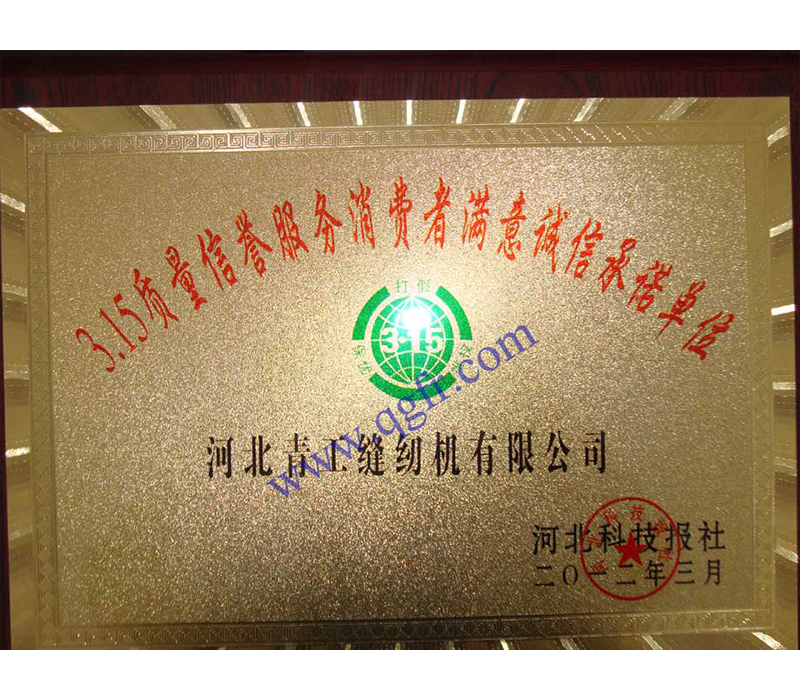 3.15质量信誉服务消费者满意诚信承诺单位
打假
3·15
www.qgfr.com
河北青工缝纫机有限公司
河北科技报社
二〇一二年三月